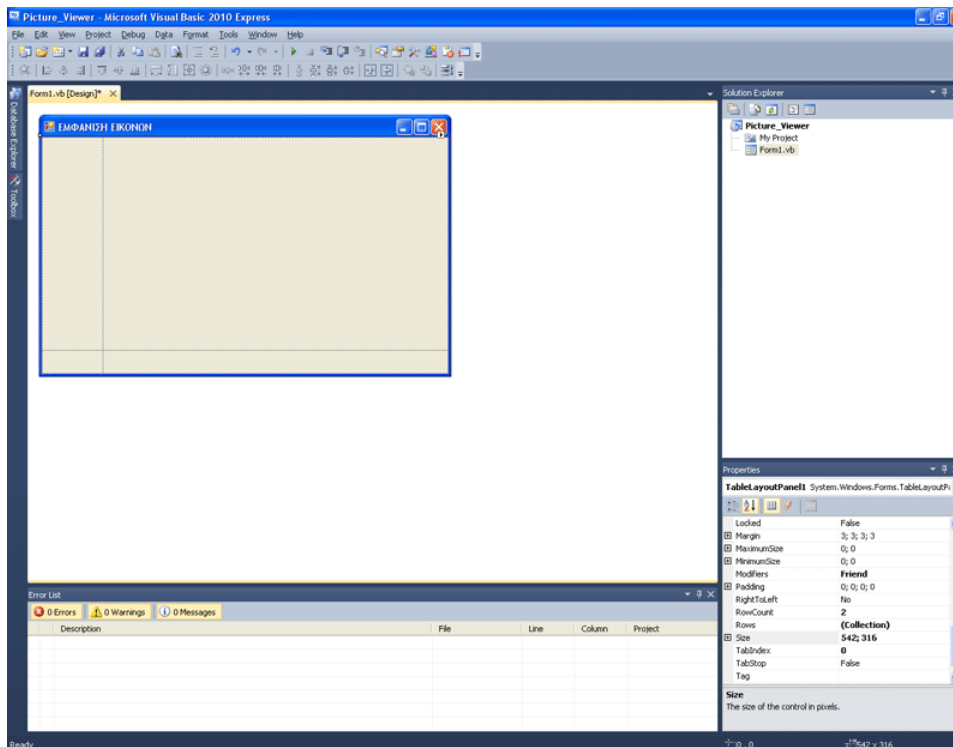 Picture_Viewer - Microsoft Visual Basic 2010 Express
File Edit View Project Debug Data Format Tools Window Help
Form1.vb [Design]*
Solution Explorer
Database Explorer
Toolbox
ΕΜΦΑΝΙΣΗ ΕΙΚΟΝΩΝ
Picture_Viewer
My Project
Form1.vb
Properties
TableLayoutPanel1 System.Windows.Forms.TableLayoutPa
Locked False
Margin 3; 3; 3; 3
MaximumSize 0; 0
MinimumSize 0; 0
Modifiers Friend
Padding 0; 0; 0; 0
RightToLeft No
RowCount 2
Rows (Collection)
Size 542; 316
TabIndex 0
TabStop False
Tag
Size
The size of the control in pixels.
Error List
0 Errors 0 Warnings 0 Messages
Description File Line Column Project
Ready
0 , 0 542 x 316